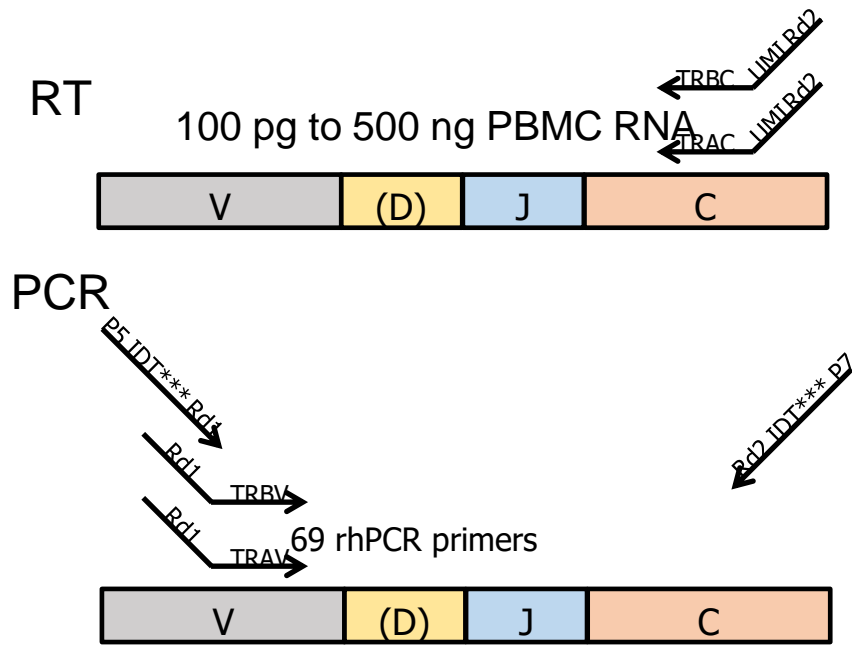 RT
TRBC UMI Rd2
100 pg to 500 ng PBMC RNA
TRAC UMI Rd2
V (D) J C
PCR
P5 IDT*** Rd1
Rd2 IDT*** P7
Rd1 TRBV
Rd1 TRAV
69 rhPCR primers
V (D) J C